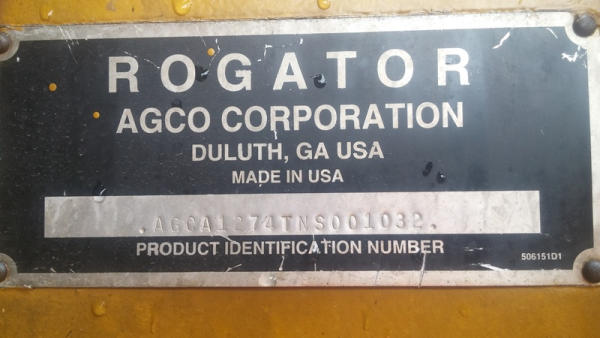 ROGATOR
AGCO CORPORATION
DULUTH, GA USA
MADE IN USA
.AGCA1274TNS001032.
PRODUCT IDENTIFICATION NUMBER
506151D1